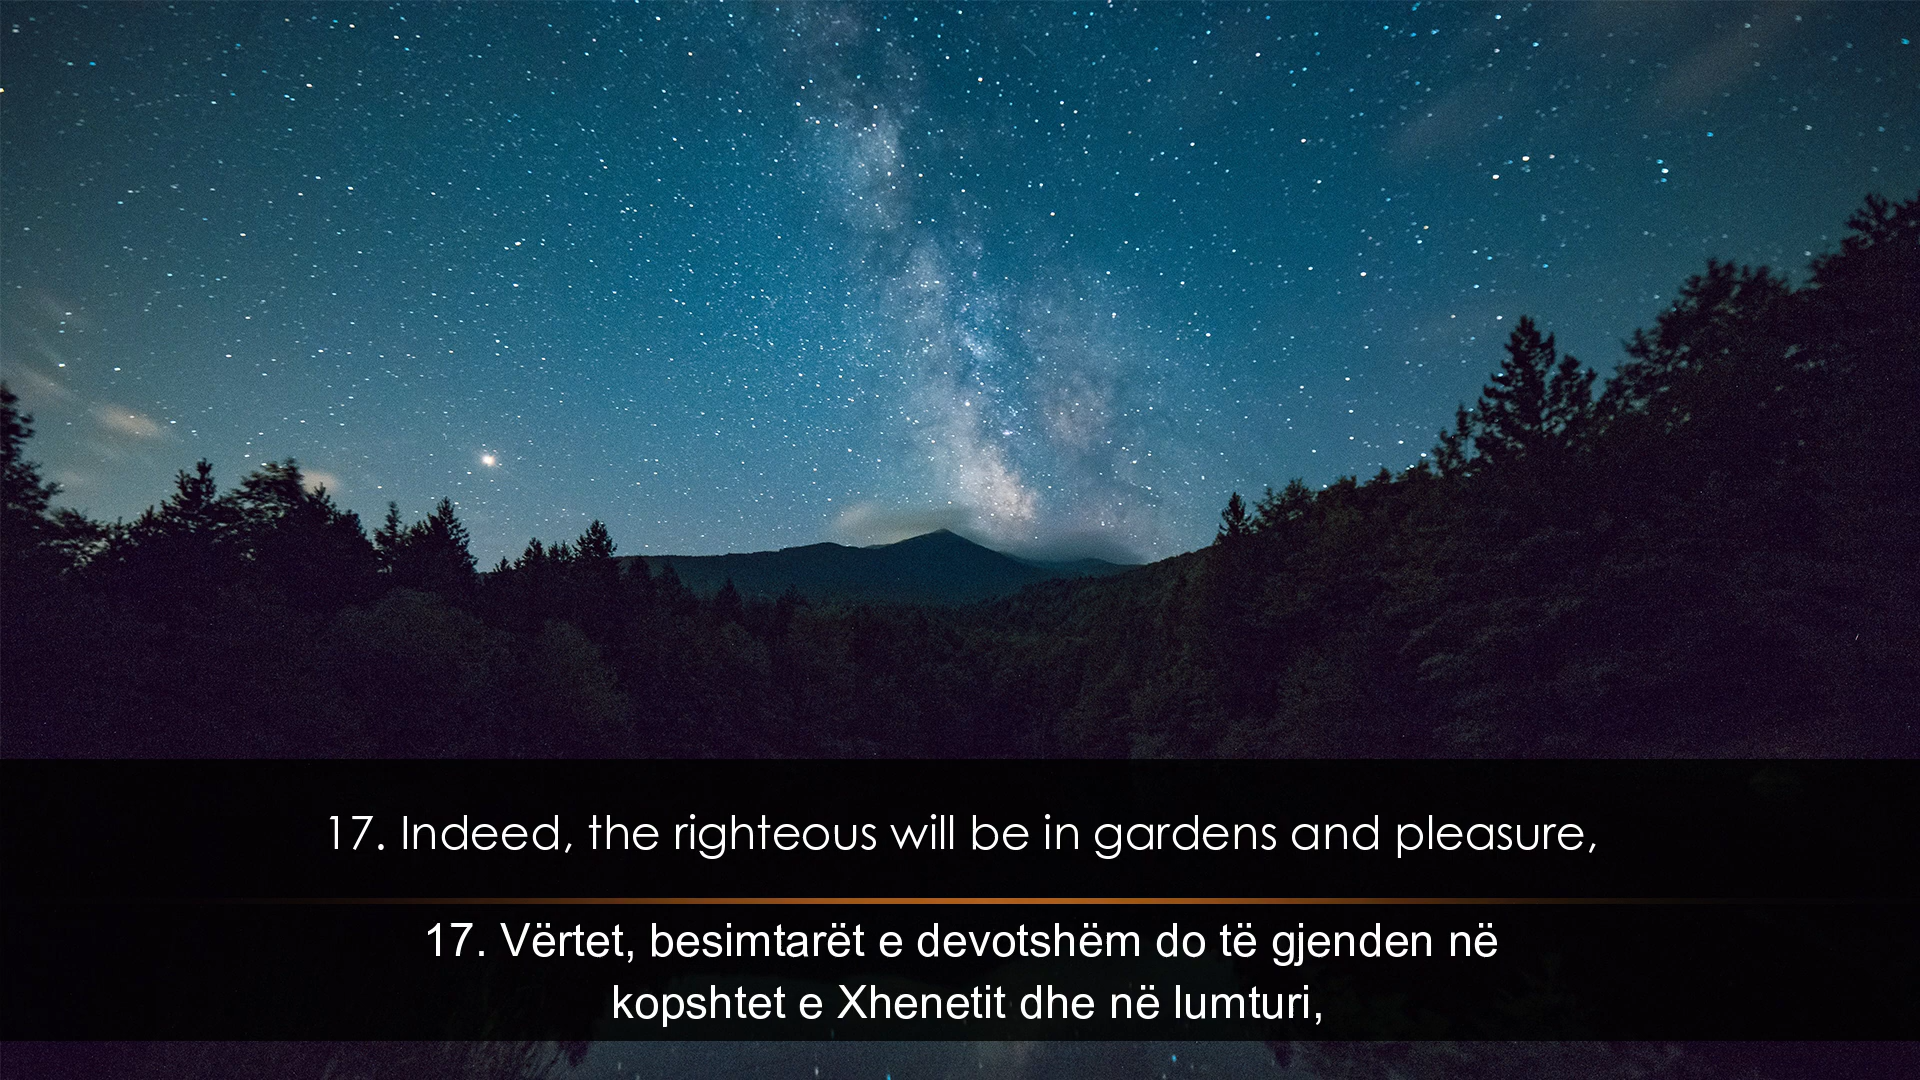 17. Indeed, the righteous will be in gardens and pleasure,
17. Vërtet, besimtarët e devotshëm do të gjenden në
kopshtet e Xhenetit dhe në lumturi,